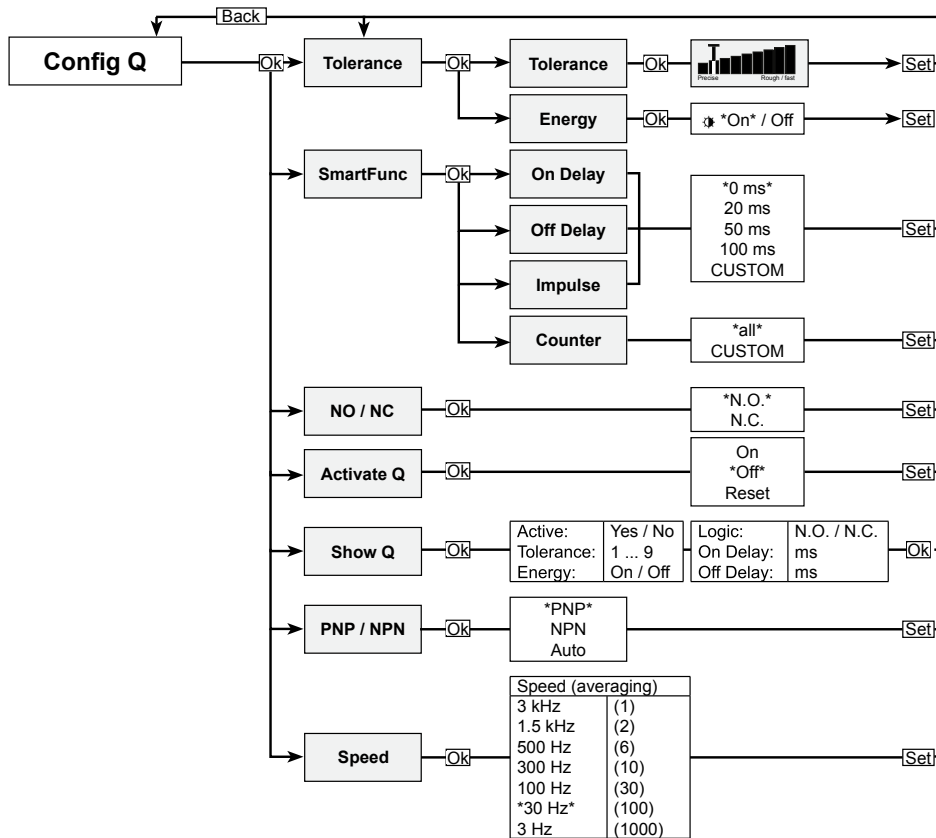 Back
Config Q
Ok
Tolerance
Ok
Tolerance
Ok
Precise
Rough / fast
Set
Energy
Ok
*On* / Off
Set
SmartFunc
Ok
On Delay
Off Delay
Impulse
*0 ms*
20 ms
50 ms
100 ms
CUSTOM
Set
Counter
*all*
CUSTOM
Set
NO / NC
Ok
*N.O.*
N.C.
Set
Activate Q
Ok
On
*Off*
Reset
Set
Show Q
Ok
Active: Yes / No
Tolerance: 1 ... 9
Energy: On / Off
Logic: N.O. / N.C.
On Delay: ms
Off Delay: ms
Ok
PNP / NPN
Ok
*PNP*
NPN
Auto
Set
Speed
Ok
Speed (averaging)
3 kHz (1)
1.5 kHz (2)
500 Hz (6)
300 Hz (10)
100 Hz (30)
*30 Hz* (100)
3 Hz (1000)
Set